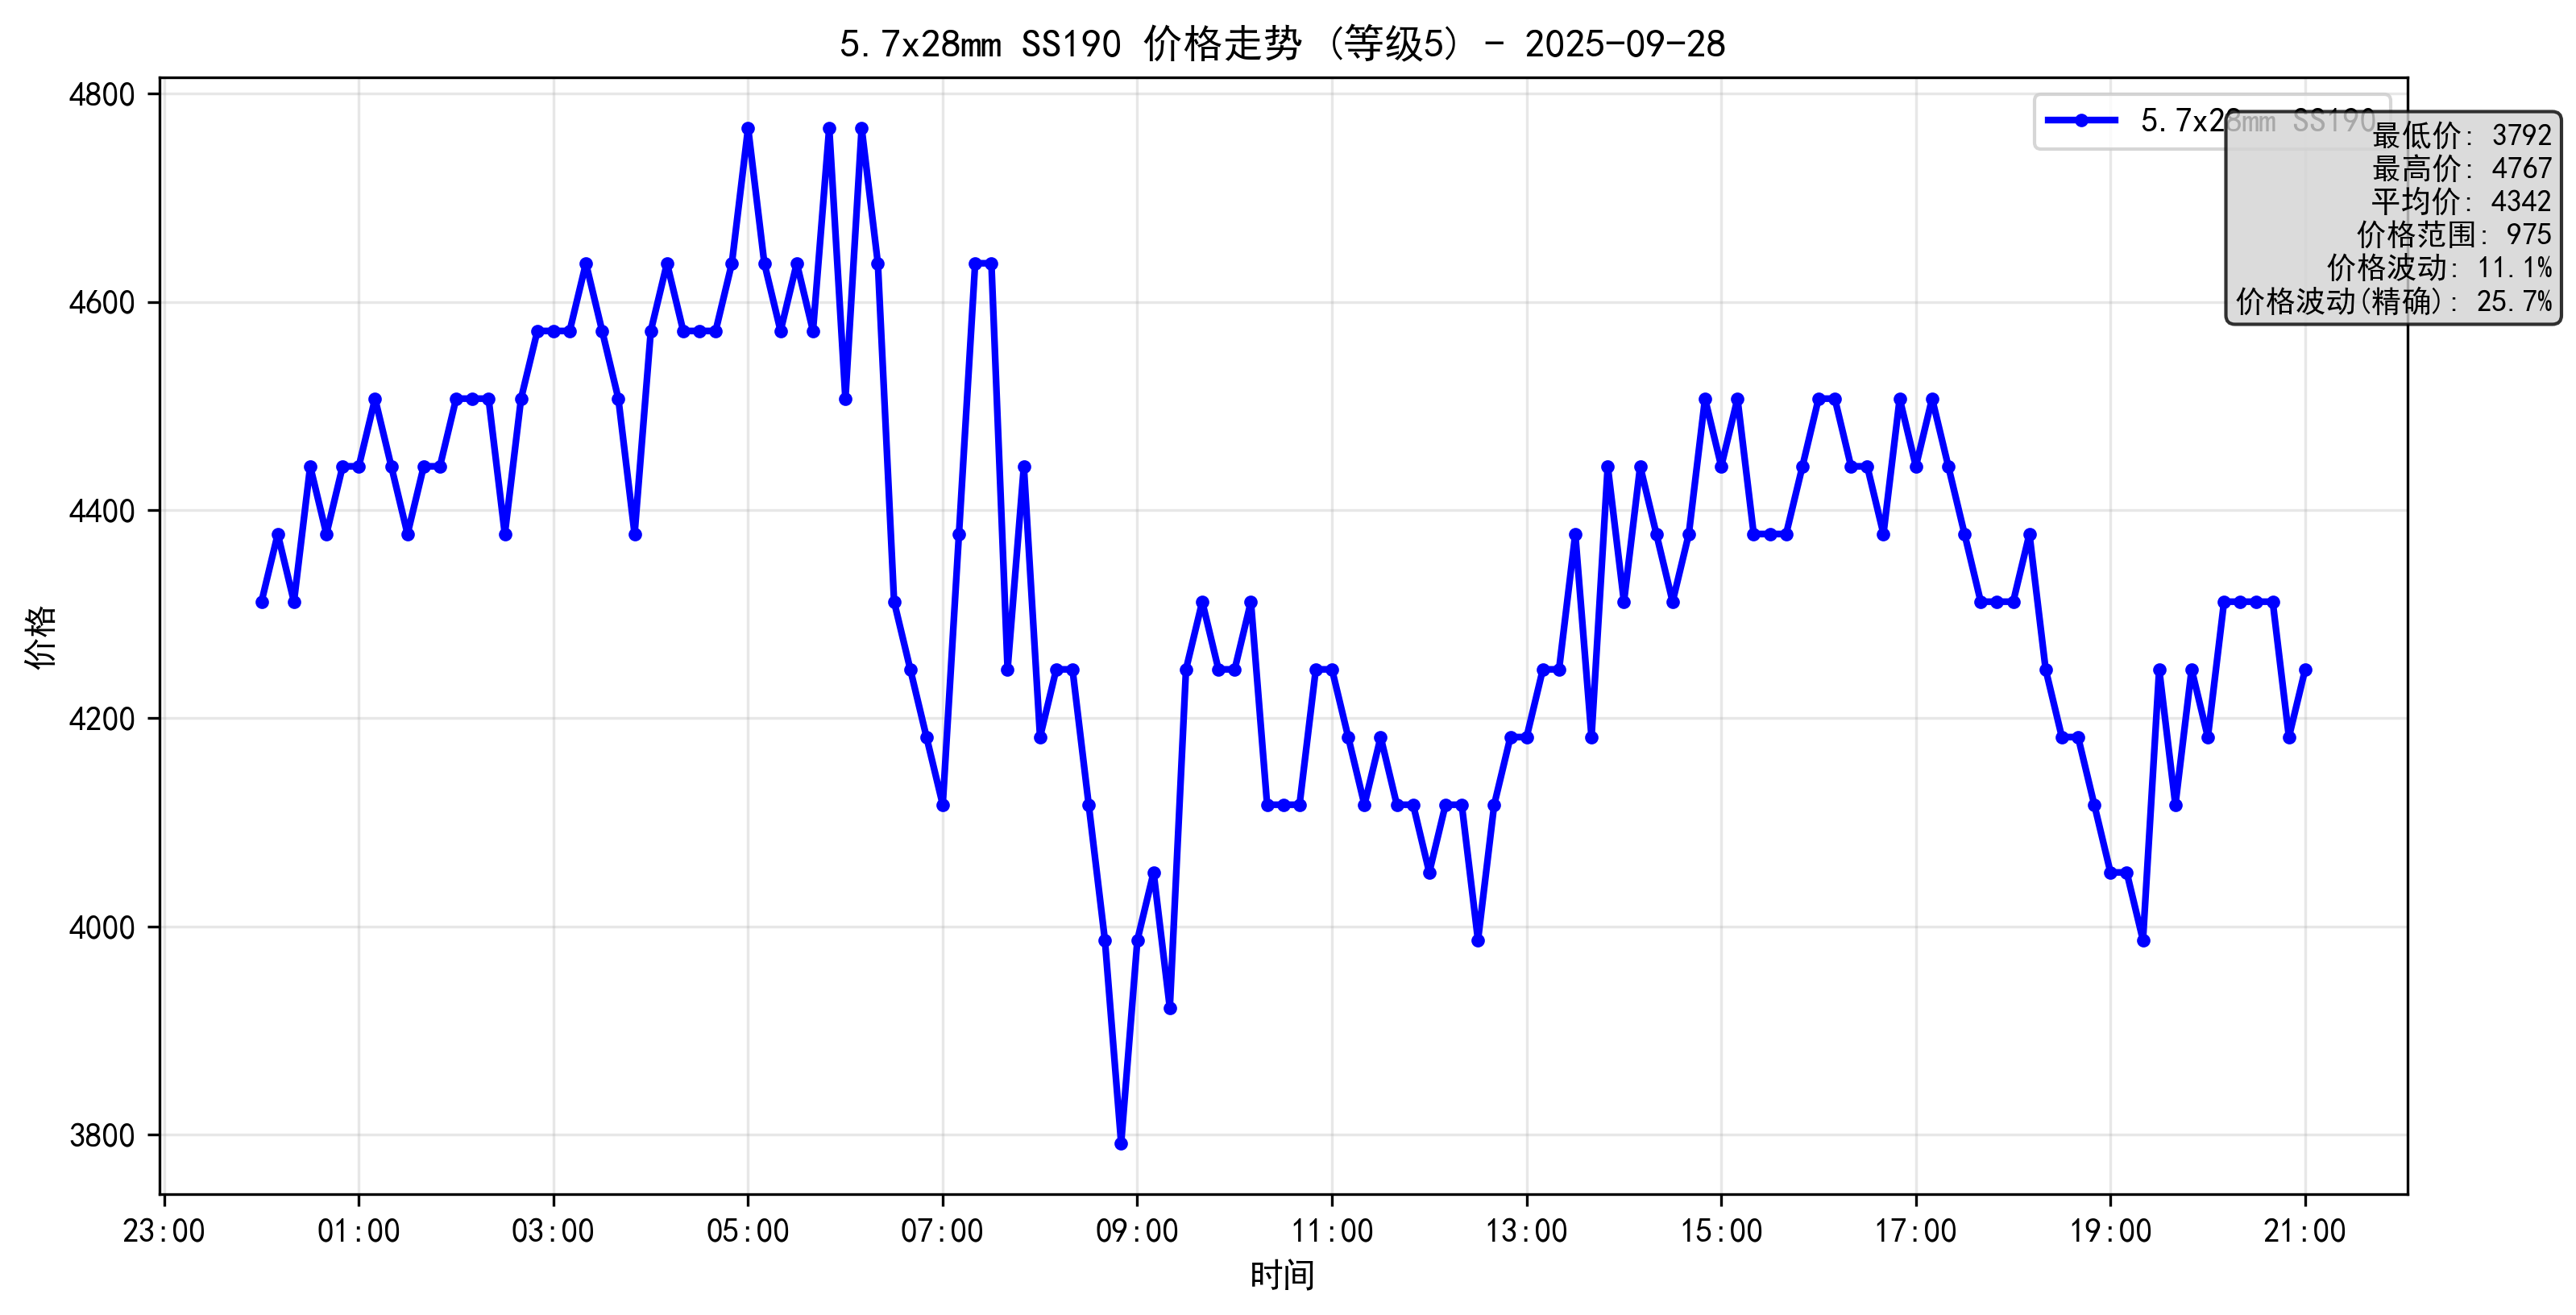 5.7x28mm SS190 价格走势 (等级5) - 2025-09-28
4800
4600
4400
4200
4000
3800
价格
5.7x28mm SS190
最低价: 3792
最高价: 4767
平均价: 4342
价格范围: 975
价格波动: 11.1%
价格波动(精确): 25.7%
23:00 01:00 03:00 05:00 07:00 09:00 11:00 13:00 15:00 17:00 19:00 21:00
时间